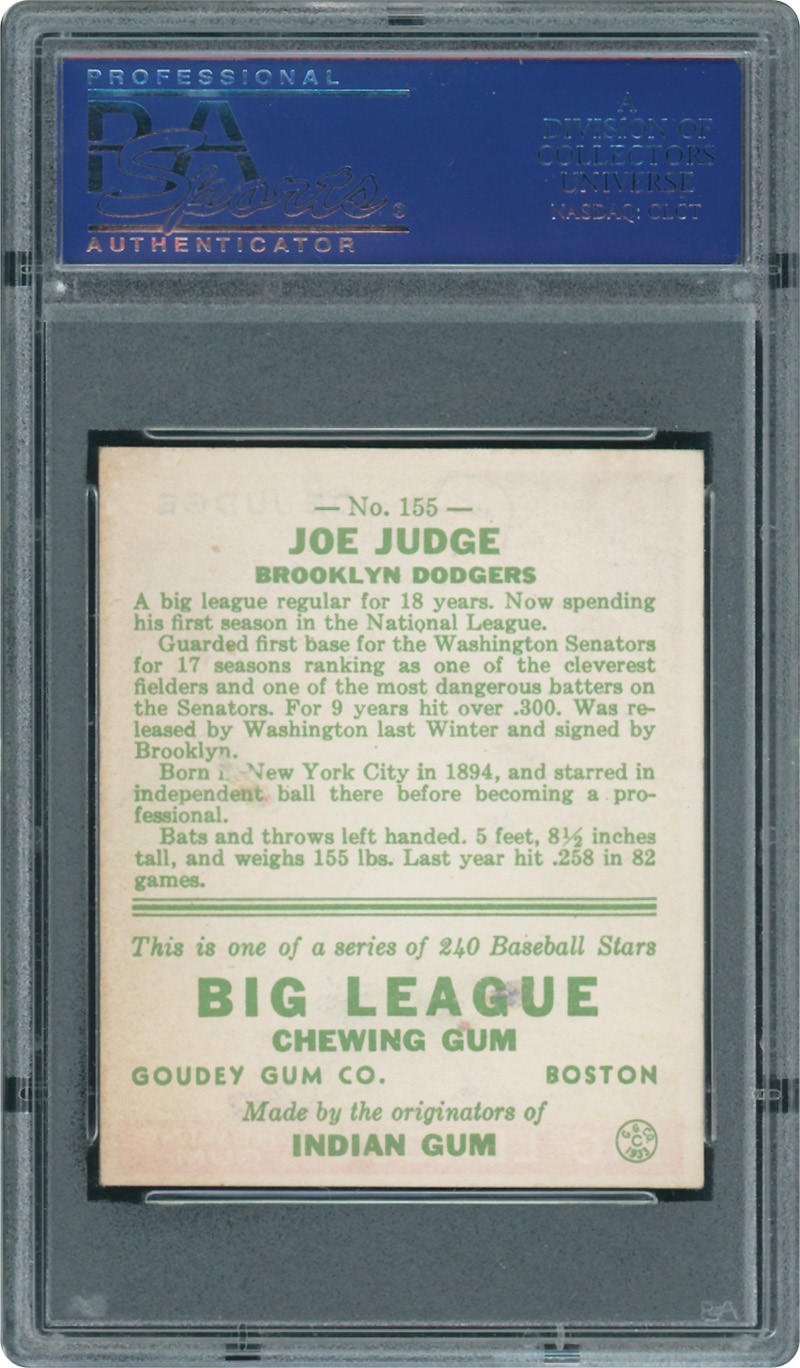 PROFESSIONAL
PSA
Sports®
AUTHENTICATOR
A
DIVISION OF
COLLECTORS
UNIVERSE
NASDAQ: CLCT
— No. 155 —
JOE JUDGE
BROOKLYN DODGERS
A big league regular for 18 years. Now spending
his first season in the National League.
Guarded first base for the Washington Senators
for 17 seasons ranking as one of the cleverest
fielders and one of the most dangerous batters on
the Senators. For 9 years hit over .300. Was re-
leased by Washington last Winter and signed by
Brooklyn.
Born in New York City in 1894, and starred in
independent ball there before becoming a pro-
fessional.
Bats and throws left handed. 5 feet, 8½ inches
tall, and weighs 155 lbs. Last year hit .258 in 82
games.
This is one of a series of 240 Baseball Stars
BIG LEAGUE
CHEWING GUM
GOUDEY GUM CO. BOSTON
Made by the originators of
INDIAN GUM
G. G. Co.
C
1933
PSA